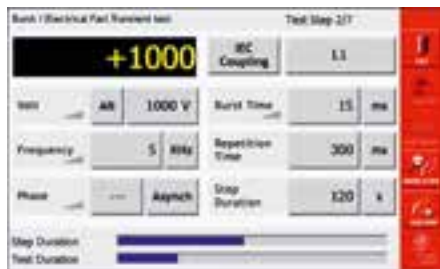 Burst / Electrical Fast Transient test
Test Step 2/7
+1000
IEC Coupling
L1
Volt
Alt
1000 V
Burst Time
15
ms
Frequency
5
KHz
Repetition Time
300
ms
Phase
---
Asynch
Step Duration
120
s
Step Duration
Test Duration